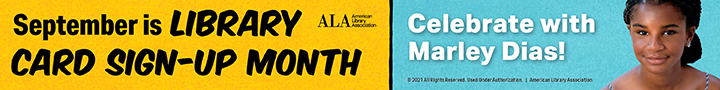 September is LIBRARY
CARD SIGN-UP MONTH
ALA American
Library
Association
Celebrate with
Marley Dias!
© 2021 All Rights Reserved. Used Under Authorization. | American Library Association